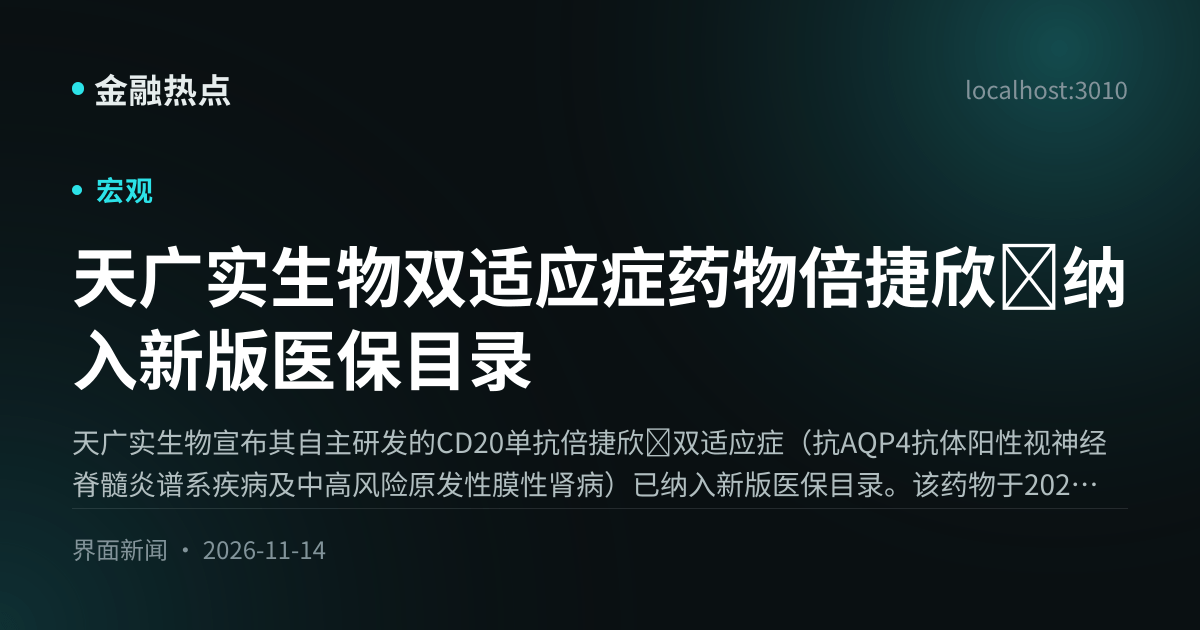 金融热点
localhost:3010
宏观
天广实生物双适应症药物倍捷欣纳
入新版医保目录
天广实生物宣布其自主研发的CD20单抗倍捷欣双适应症（抗AQP4抗体阳性视神经
脊髓炎谱系疾病及中高风险原发性膜性肾病）已纳入新版医保目录。该药物于202…
界面新闻 • 2026-11-14